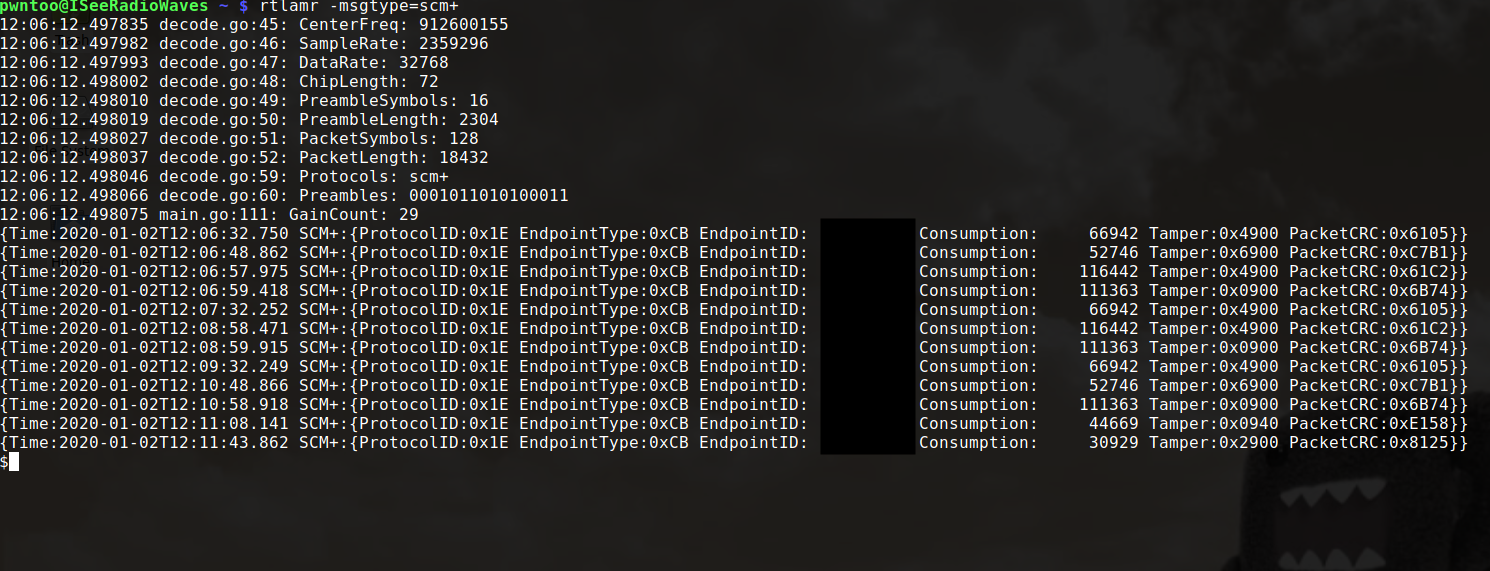 pwntoo@ISeeRadioWaves ~ $ rtlamr -msgtype=scm+
12:06:12.497835 decode.go:45: CenterFreq: 912600155
12:06:12.497982 decode.go:46: SampleRate: 2359296
12:06:12.497993 decode.go:47: DataRate: 32768
12:06:12.498002 decode.go:48: ChipLength: 72
12:06:12.498010 decode.go:49: PreambleSymbols: 16
12:06:12.498019 decode.go:50: PreambleLength: 2304
12:06:12.498027 decode.go:51: PacketSymbols: 128
12:06:12.498037 decode.go:52: PacketLength: 18432
12:06:12.498046 decode.go:59: Protocols: scm+
12:06:12.498066 decode.go:60: Preambles: 0001011010100011
12:06:12.498075 main.go:111: GainCount: 29
{Time:2020-01-02T12:06:32.750 SCM+:{ProtocolID:0x1E EndpointType:0xCB EndpointID: Consumption: 66942 Tamper:0x4900 PacketCRC:0x6105}}
{Time:2020-01-02T12:06:48.862 SCM+:{ProtocolID:0x1E EndpointType:0xCB EndpointID: Consumption: 52746 Tamper:0x6900 PacketCRC:0xC7B1}}
{Time:2020-01-02T12:06:57.975 SCM+:{ProtocolID:0x1E EndpointType:0xCB EndpointID: Consumption: 116442 Tamper:0x4900 PacketCRC:0x61C2}}
{Time:2020-01-02T12:06:59.418 SCM+:{ProtocolID:0x1E EndpointType:0xCB EndpointID: Consumption: 111363 Tamper:0x0900 PacketCRC:0x6B74}}
{Time:2020-01-02T12:07:32.252 SCM+:{ProtocolID:0x1E EndpointType:0xCB EndpointID: Consumption: 66942 Tamper:0x4900 PacketCRC:0x6105}}
{Time:2020-01-02T12:08:58.471 SCM+:{ProtocolID:0x1E EndpointType:0xCB EndpointID: Consumption: 116442 Tamper:0x4900 PacketCRC:0x61C2}}
{Time:2020-01-02T12:08:59.915 SCM+:{ProtocolID:0x1E EndpointType:0xCB EndpointID: Consumption: 111363 Tamper:0x0900 PacketCRC:0x6B74}}
{Time:2020-01-02T12:09:32.249 SCM+:{ProtocolID:0x1E EndpointType:0xCB EndpointID: Consumption: 66942 Tamper:0x4900 PacketCRC:0x6105}}
{Time:2020-01-02T12:10:48.866 SCM+:{ProtocolID:0x1E EndpointType:0xCB EndpointID: Consumption: 52746 Tamper:0x6900 PacketCRC:0xC7B1}}
{Time:2020-01-02T12:10:58.918 SCM+:{ProtocolID:0x1E EndpointType:0xCB EndpointID: Consumption: 111363 Tamper:0x0900 PacketCRC:0x6B74}}
{Time:2020-01-02T12:11:08.141 SCM+:{ProtocolID:0x1E EndpointType:0xCB EndpointID: Consumption: 44669 Tamper:0x0940 PacketCRC:0xE158}}
{Time:2020-01-02T12:11:43.862 SCM+:{ProtocolID:0x1E EndpointType:0xCB EndpointID: Consumption: 30929 Tamper:0x2900 PacketCRC:0x8125}}
$